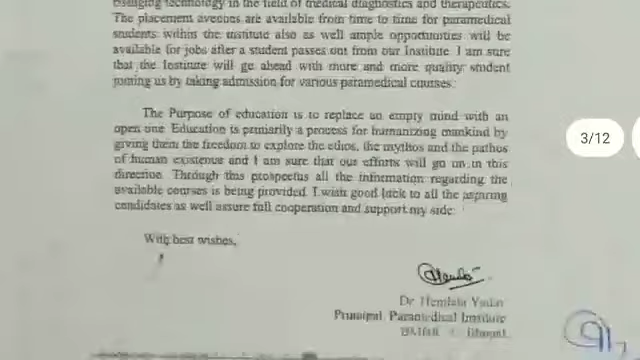 changing technology in the field of medical diagnostics and therapeutics.
The placement avenues are available from time to time for paramedical
students within the institute also as well ample opportunities will be
available for jobs after a student passes out from our Institute. I am sure
that the Institute will go ahead with more and more quality student
joining us by taking admission for various paramedical courses.
The Purpose of education is to replace an empty mind with an
open one. Education is primarily a process for humanizing mankind by
giving them the freedom to explore the ethos, the mythos and the pathos
of human existence and I am sure that our efforts will go on in this
direction. Through this prospectus all the information regarding the
available courses is being provided. I wish good luck to all the aspiring
candidates as well assure full cooperation and support my side.
With best wishes,
Dr Hemlata Yadav
Principal, Paramedical Institute
Bhopal
3/12